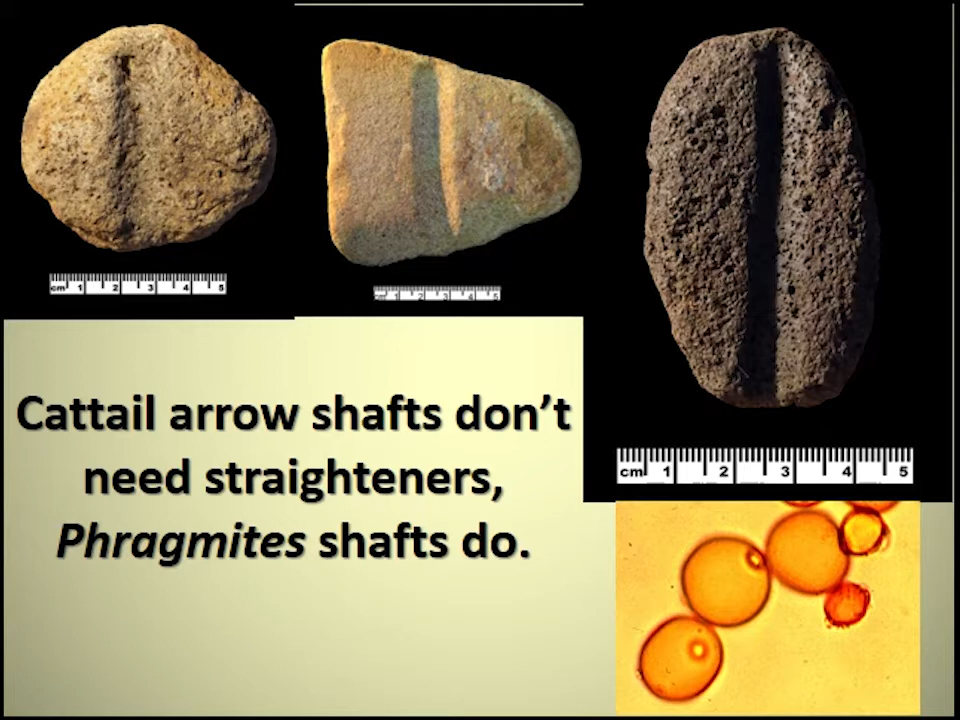 cm 1 2 3 4 5
cm 1 2 3 4 5
cm 1 2 3 4 5
Cattail arrow shafts don’t
need straighteners,
Phragmites shafts do.